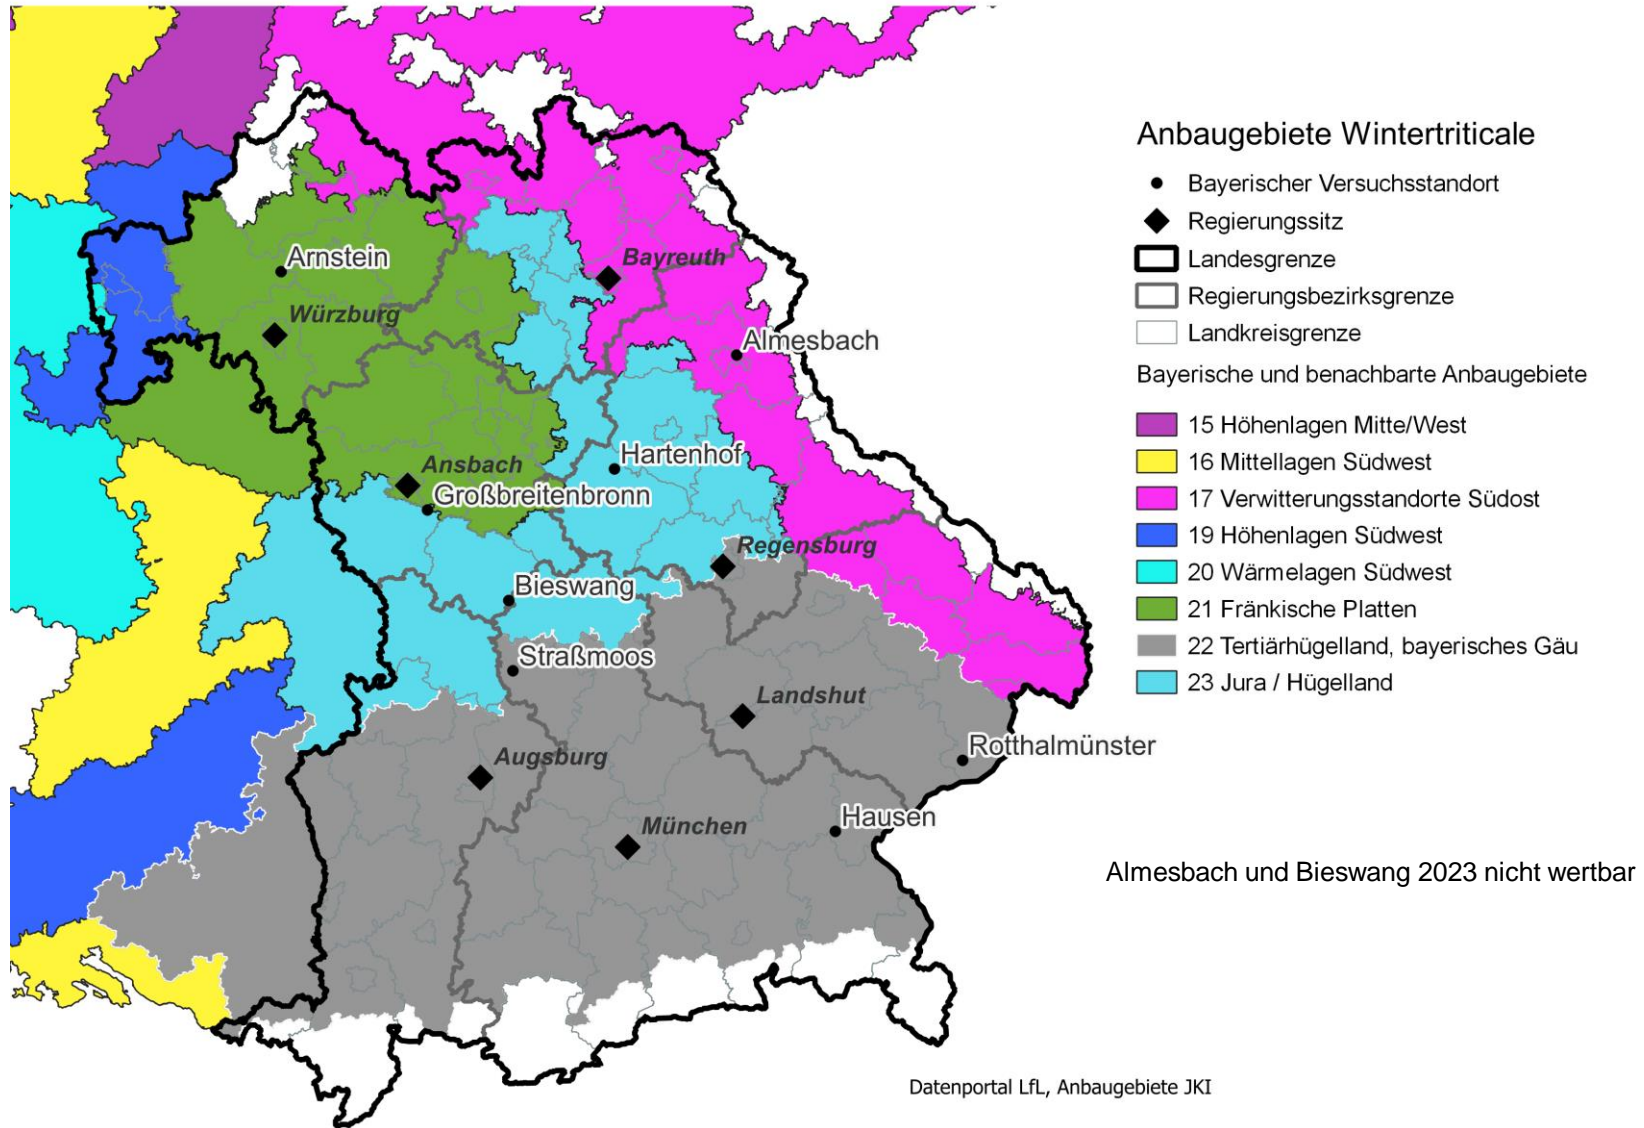 Anbaugebiete Wintertriticale
Bayerischer Versuchsstandort
Regierungssitz
Landesgrenze
Regierungsbezirksgrenze
Landkreisgrenze
Bayerische und benachbarte Anbaugebiete
15 Höhenlagen Mitte/West
16 Mittellagen Südwest
17 Verwitterungsstandorte Südost
19 Höhenlagen Südwest
20 Wärmelagen Südwest
21 Fränkische Platten
22 Tertiärhügelland, bayerisches Gäu
23 Jura / Hügelland
Arnstein
Bayreuth
Würzburg
Almesbach
Hartenhof
Ansbach
Großbreitenbronn
Regensburg
Bieswang
Straßmoos
Landshut
Rotthalmünster
Augsburg
Hausen
München
Almesbach und Bieswang 2023 nicht wertbar
Datenportal LfL, Anbaugebiete JKI